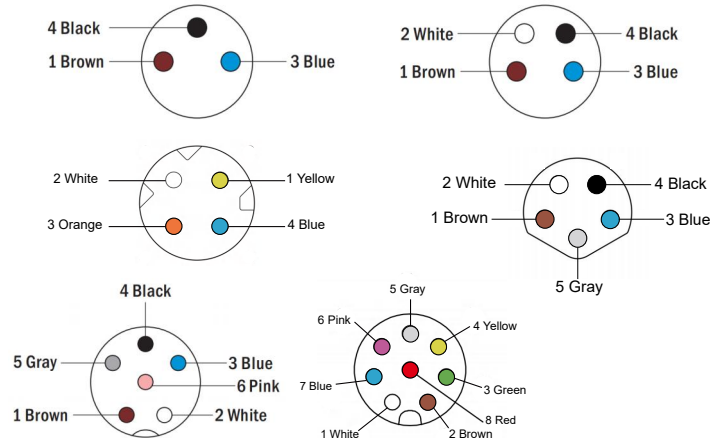 4 Black
1 Brown
3 Blue
2 White
4 Black
1 Brown
3 Blue
2 White
1 Yellow
3 Orange
4 Blue
2 White
4 Black
1 Brown
3 Blue
5 Gray
4 Black
5 Gray
3 Blue
6 Pink
1 Brown
2 White
5 Gray
6 Pink
4 Yellow
7 Blue
3 Green
8 Red
1 White
2 Brown